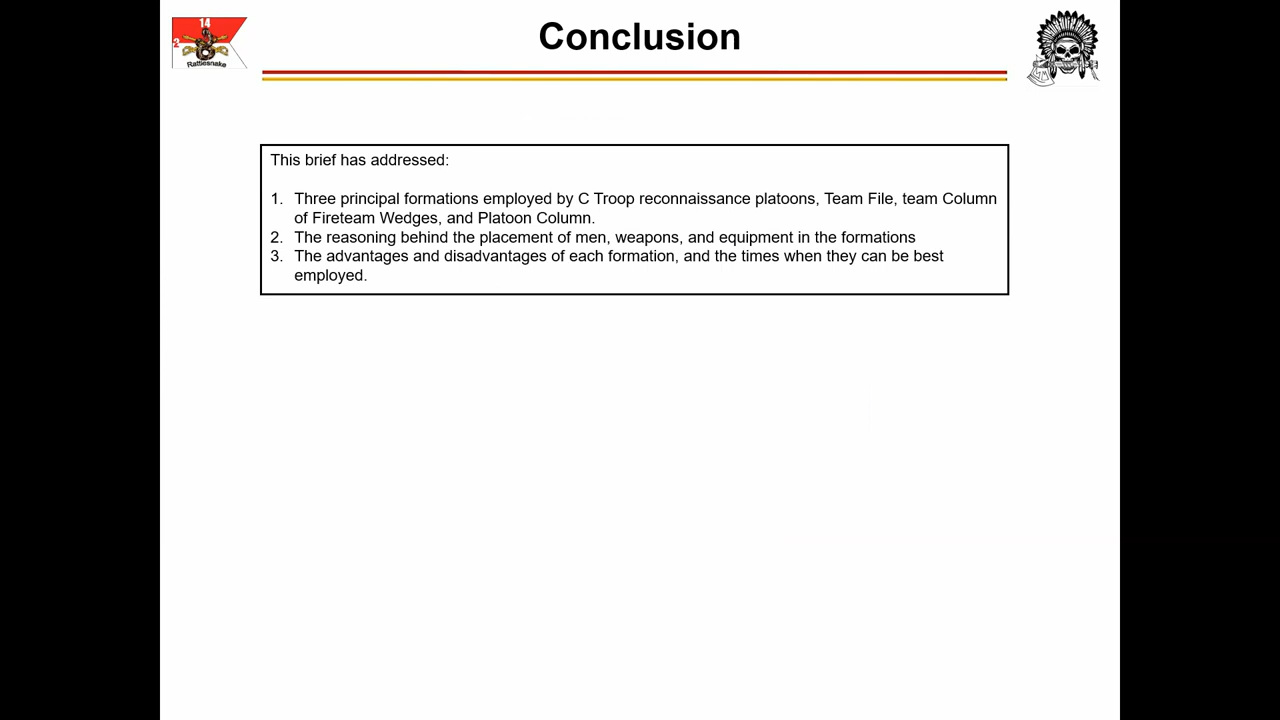 14
2
Rattlesnake
Conclusion
This brief has addressed:
1. Three principal formations employed by C Troop reconnaissance platoons, Team File, team Column
of Fireteam Wedges, and Platoon Column.
2. The reasoning behind the placement of men, weapons, and equipment in the formations
3. The advantages and disadvantages of each formation, and the times when they can be best
employed.